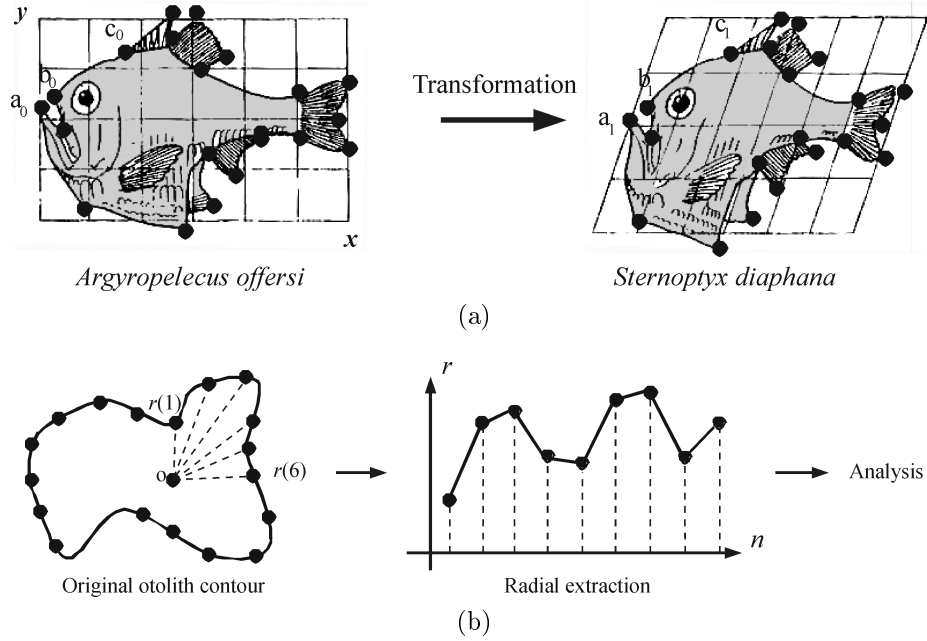 y
c₀
b₀
a₀
x
Argyropelecus offersi
Transformation
c₁
b₁
a₁
Sternoptyx diaphana
(a)
r(1)
o
r(6)
Original otolith contour
r
n
Radial extraction
Analysis
(b)